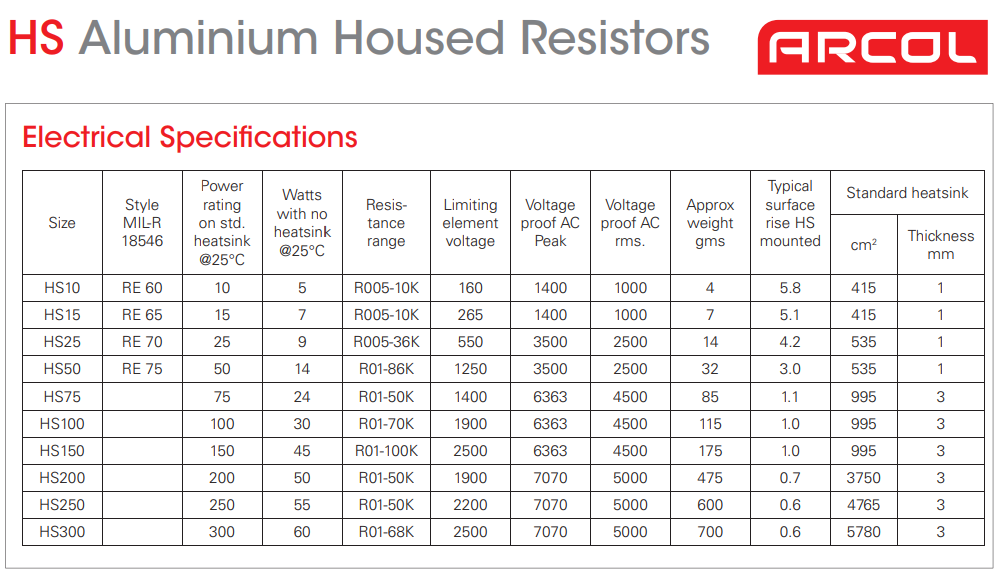 HS Aluminium Housed Resistors
ARCOL
Electrical Specifications
Size
Style
MIL-R
18546
Power
rating
on std.
heatsink
@25°C
Watts
with no
heatsink
@25°C
Resis-
tance
range
Limiting
element
voltage
Voltage
proof AC
Peak
Voltage
proof AC
rms.
Approx
weight
gms
Typical
surface
rise HS
mounted
Standard heatsink
cm²
Thickness
mm
HS10 RE 60 10 5 R005-10K 160 1400 1000 4 5.8 415 1
HS15 RE 65 15 7 R005-10K 265 1400 1000 7 5.1 415 1
HS25 RE 70 25 9 R005-36K 550 3500 2500 14 4.2 535 1
HS50 RE 75 50 14 R01-86K 1250 3500 2500 32 3.0 535 1
HS75 75 24 R01-50K 1400 6363 4500 85 1.1 995 3
HS100 100 30 R01-70K 1900 6363 4500 115 1.0 995 3
HS150 150 45 R01-100K 2500 6363 4500 175 1.0 995 3
HS200 200 50 R01-50K 1900 7070 5000 475 0.7 3750 3
HS250 250 55 R01-50K 2200 7070 5000 600 0.6 4765 3
HS300 300 60 R01-68K 2500 7070 5000 700 0.6 5780 3